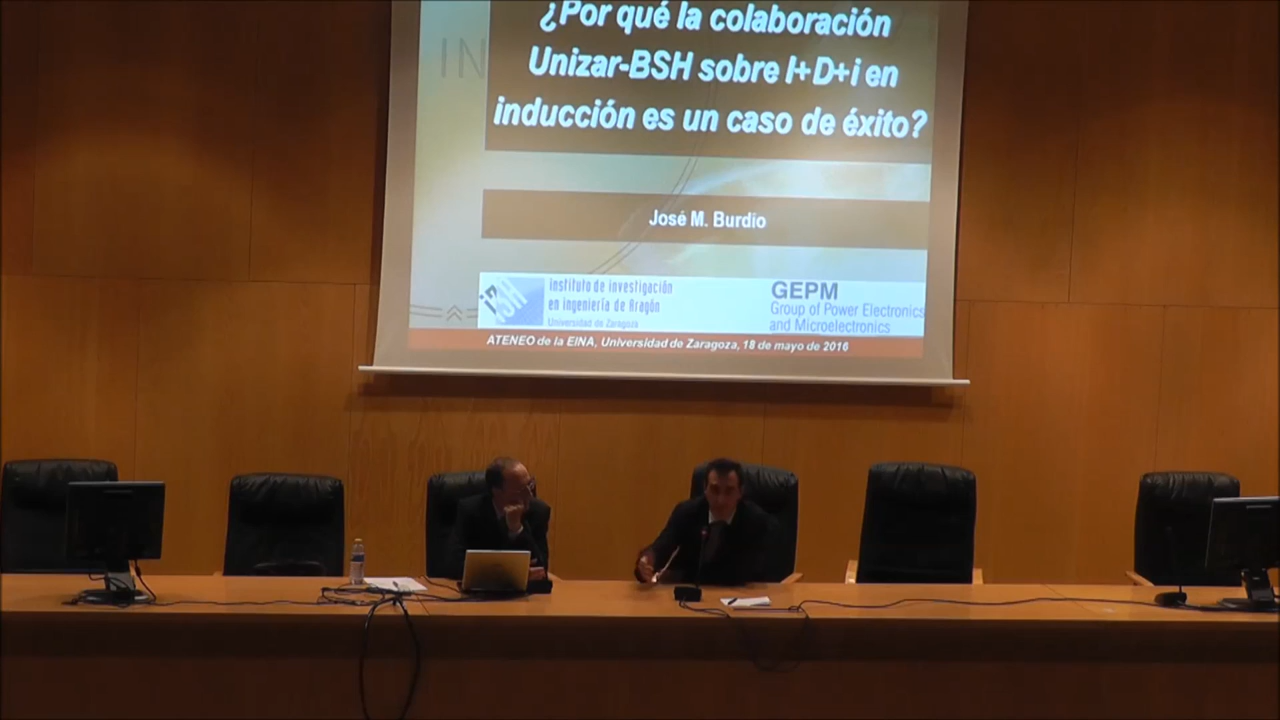 ¿Por qué la colaboración
Unizar-BSH sobre I+D+i en
inducción es un caso de éxito?
José M. Burdío
Instituto de investigación
en ingeniería de Aragón
Universidad de Zaragoza
GEPM
Group of Power Electronics
and Microelectronics
ATENEO de la EINA, Universidad de Zaragoza, 18 de mayo de 2016